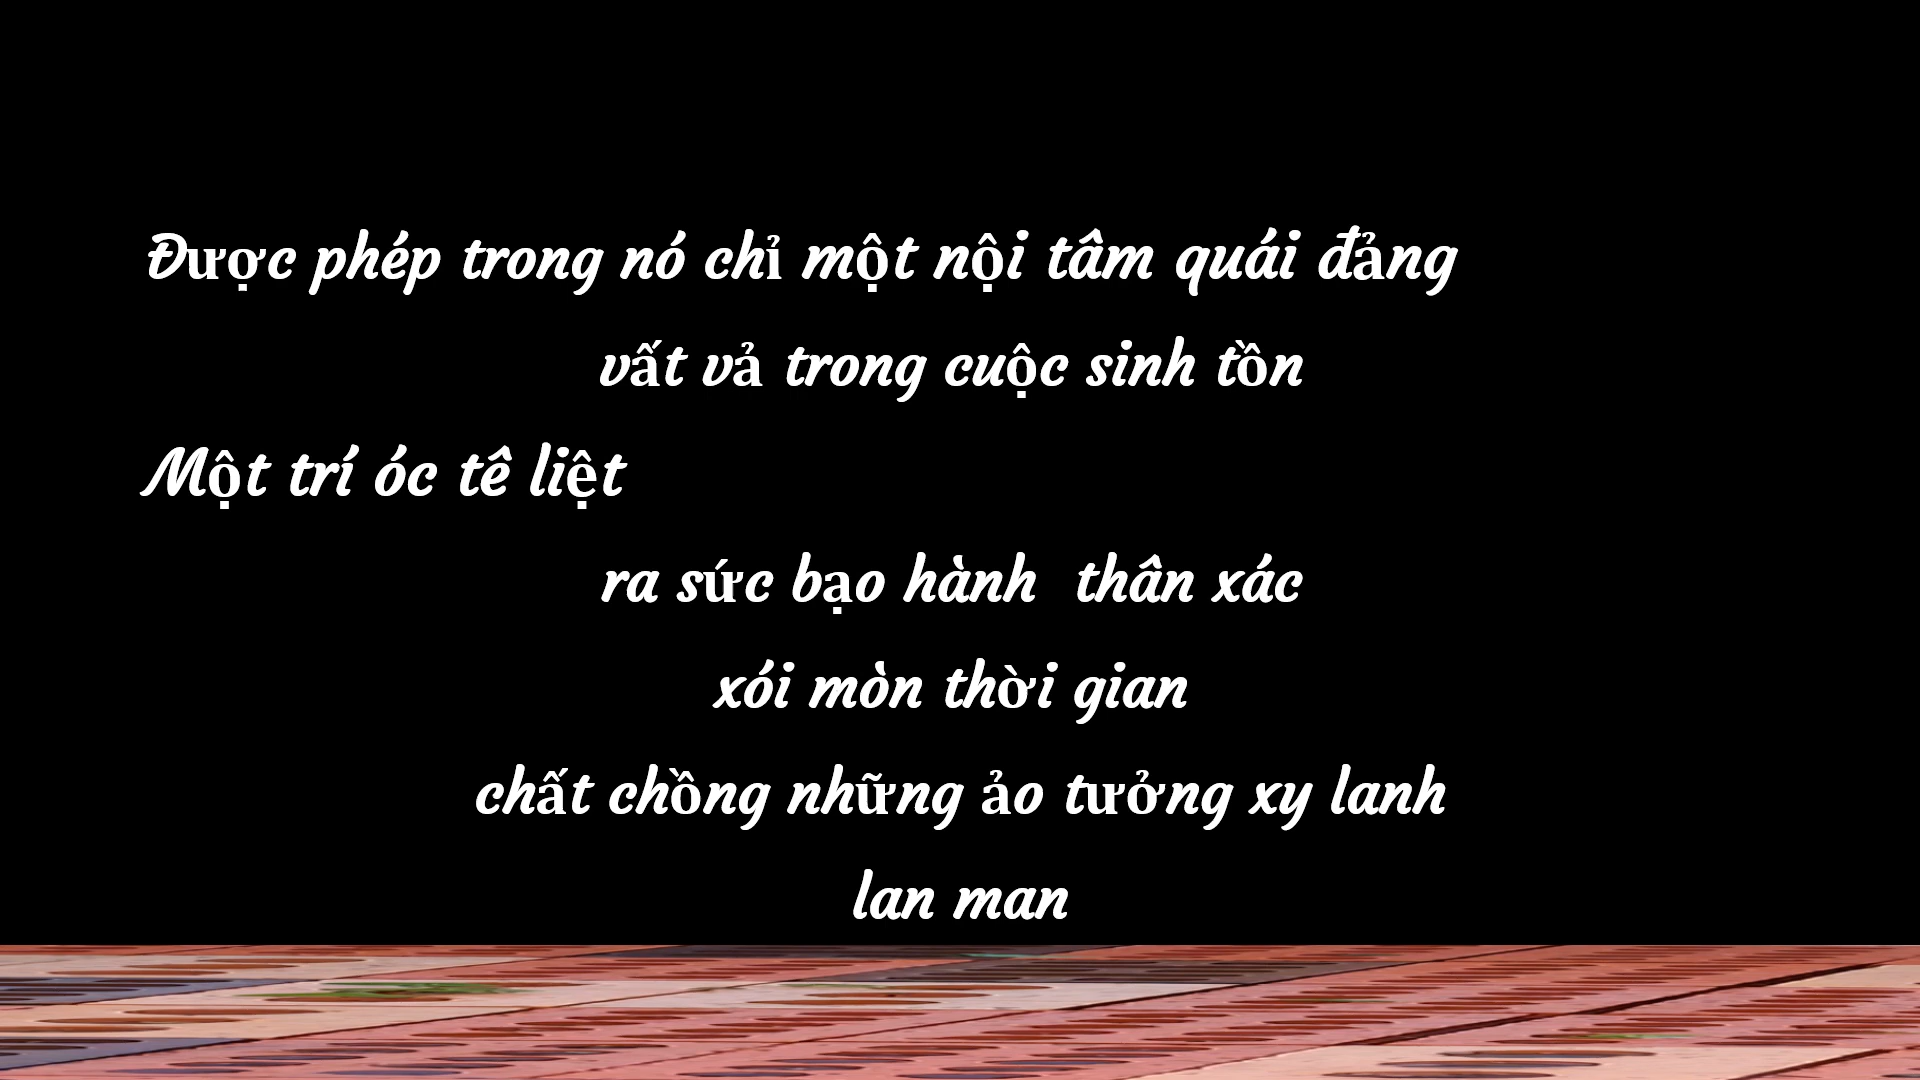 Được phép trong nó chỉ một nội tâm quái đảng
vất vả trong cuộc sinh tồn
Một trí óc tê liệt
ra sức bạo hành  thân xác
xói mòn thời gian
chất chồng những ảo tưởng xy lanh
lan man